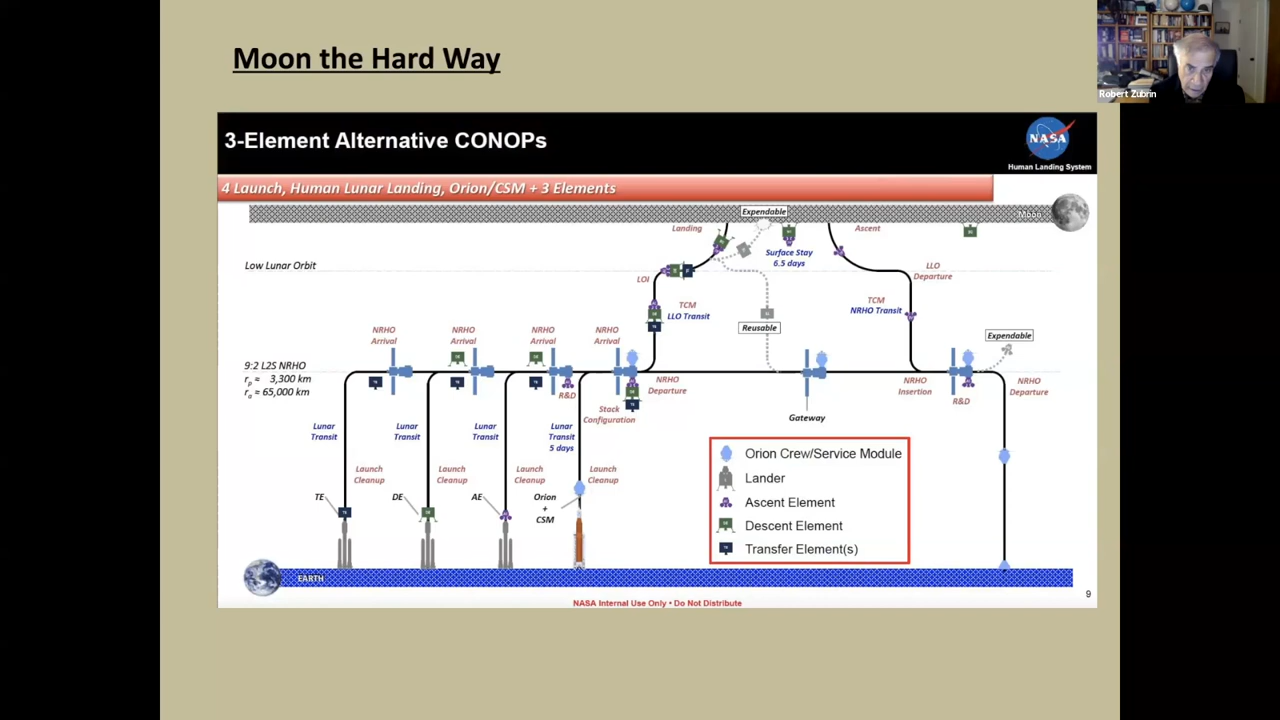 Moon the Hard Way
Robert Zubrin
3-Element Alternative CONOPs
NASA
Human Landing System
4 Launch, Human Lunar Landing, Orion/CSM + 3 Elements
Moon
Expendable
Landing
Ascent
Surface Stay
6.5 days
Low Lunar Orbit
LOI
LLO
Departure
TCM
LLO Transit
TCM
NRHO Transit
Reusable
Expendable
NRHO
Arrival
NRHO
Arrival
NRHO
Arrival
NRHO
Arrival
9:2 L2S NRHO
rp = 3,300 km
ra = 65,000 km
R&D
NRHO
Departure
NRHO
Insertion
R&D
NRHO
Departure
Stack
Configuration
Gateway
Lunar
Transit
Lunar
Transit
Lunar
Transit
Lunar
Transit
5 days
Launch
Cleanup
Launch
Cleanup
Launch
Cleanup
Launch
Cleanup
TE
DE
AE
Orion
+
CSM
Orion Crew/Service Module
Lander
Ascent Element
Descent Element
Transfer Element(s)
EARTH
9
NASA Internal Use Only • Do Not Distribute